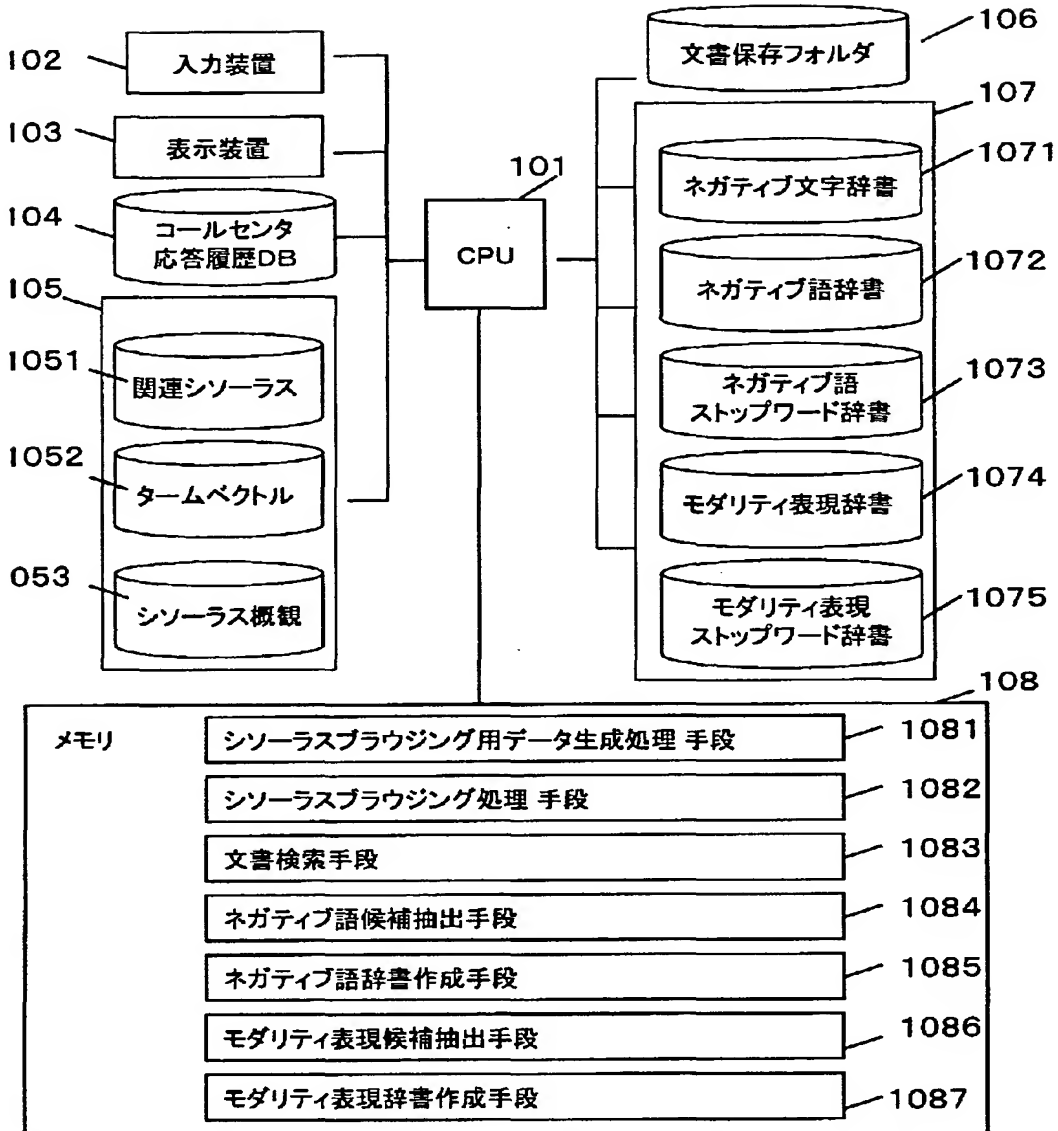 102
入力装置
103
表示装置
104
コールセンタ
応答履歴DB
105
1051
関連シソーラス
1052
タームベクトル
053
シソーラス概観
101
CPU
106
文書保存フォルダ
107
1071
ネガティブ文字辞書
1072
ネガティブ語辞書
1073
ネガティブ語
ストップワード辞書
1074
モダリティ表現辞書
1075
モダリティ表現
ストップワード辞書
108
メモリ
シソーラスブラウジング用データ生成処理 手段
1081
シソーラスブラウジング処理 手段
1082
文書検索手段
1083
ネガティブ語候補抽出手段
1084
ネガティブ語辞書作成手段
1085
モダリティ表現候補抽出手段
1086
モダリティ表現辞書作成手段
1087